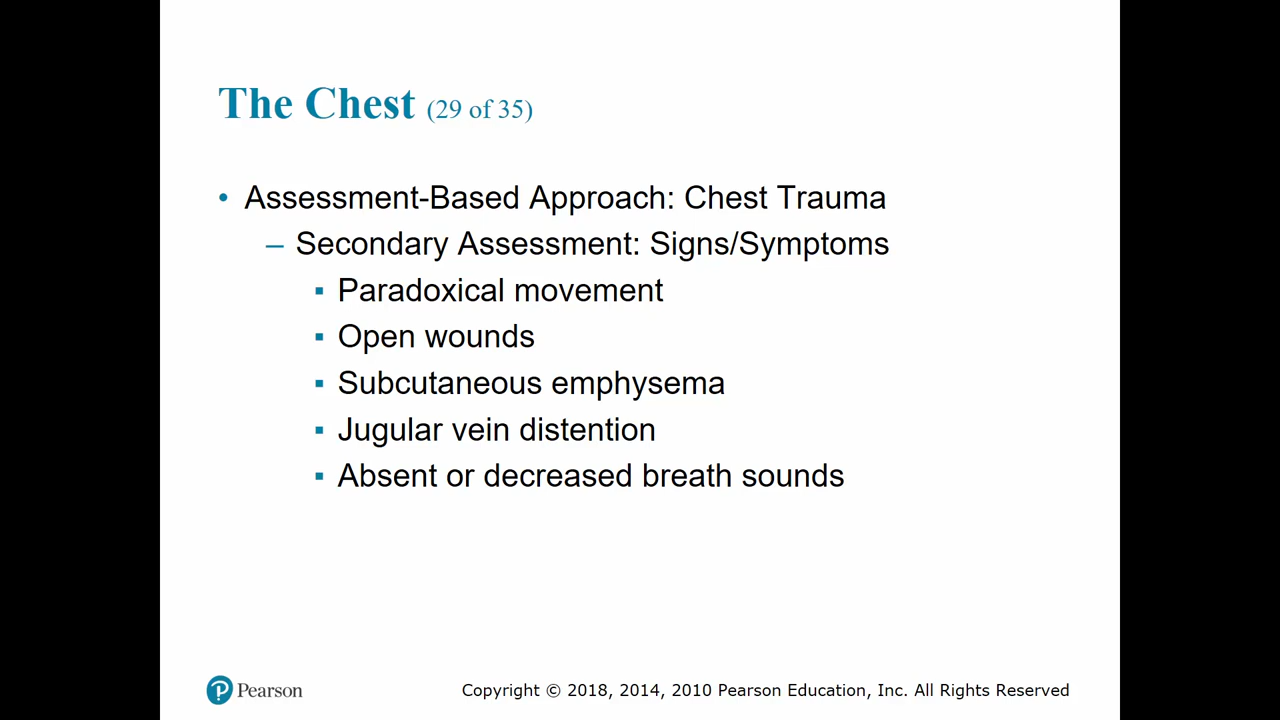 The Chest (29 of 35)
• Assessment-Based Approach: Chest Trauma
– Secondary Assessment: Signs/Symptoms
▪ Paradoxical movement
▪ Open wounds
▪ Subcutaneous emphysema
▪ Jugular vein distention
▪ Absent or decreased breath sounds
P Pearson
Copyright © 2018, 2014, 2010 Pearson Education, Inc. All Rights Reserved